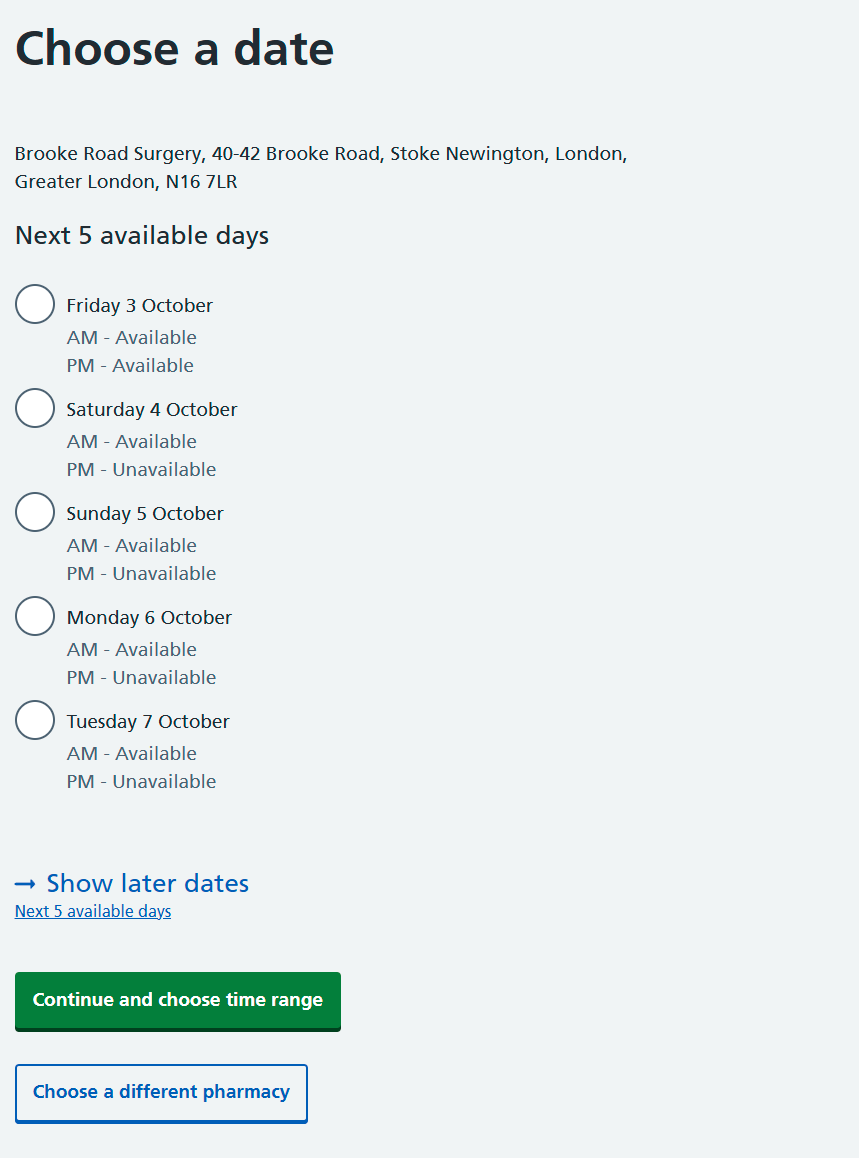 Choose a date
Brooke Road Surgery, 40-42 Brooke Road, Stoke Newington, London,
Greater London, N16 7LR
Next 5 available days
Friday 3 October
AM - Available
PM - Available
Saturday 4 October
AM - Available
PM - Unavailable
Sunday 5 October
AM - Available
PM - Unavailable
Monday 6 October
AM - Available
PM - Unavailable
Tuesday 7 October
AM - Available
PM - Unavailable
→ Show later dates
Next 5 available days
Continue and choose time range
Choose a different pharmacy